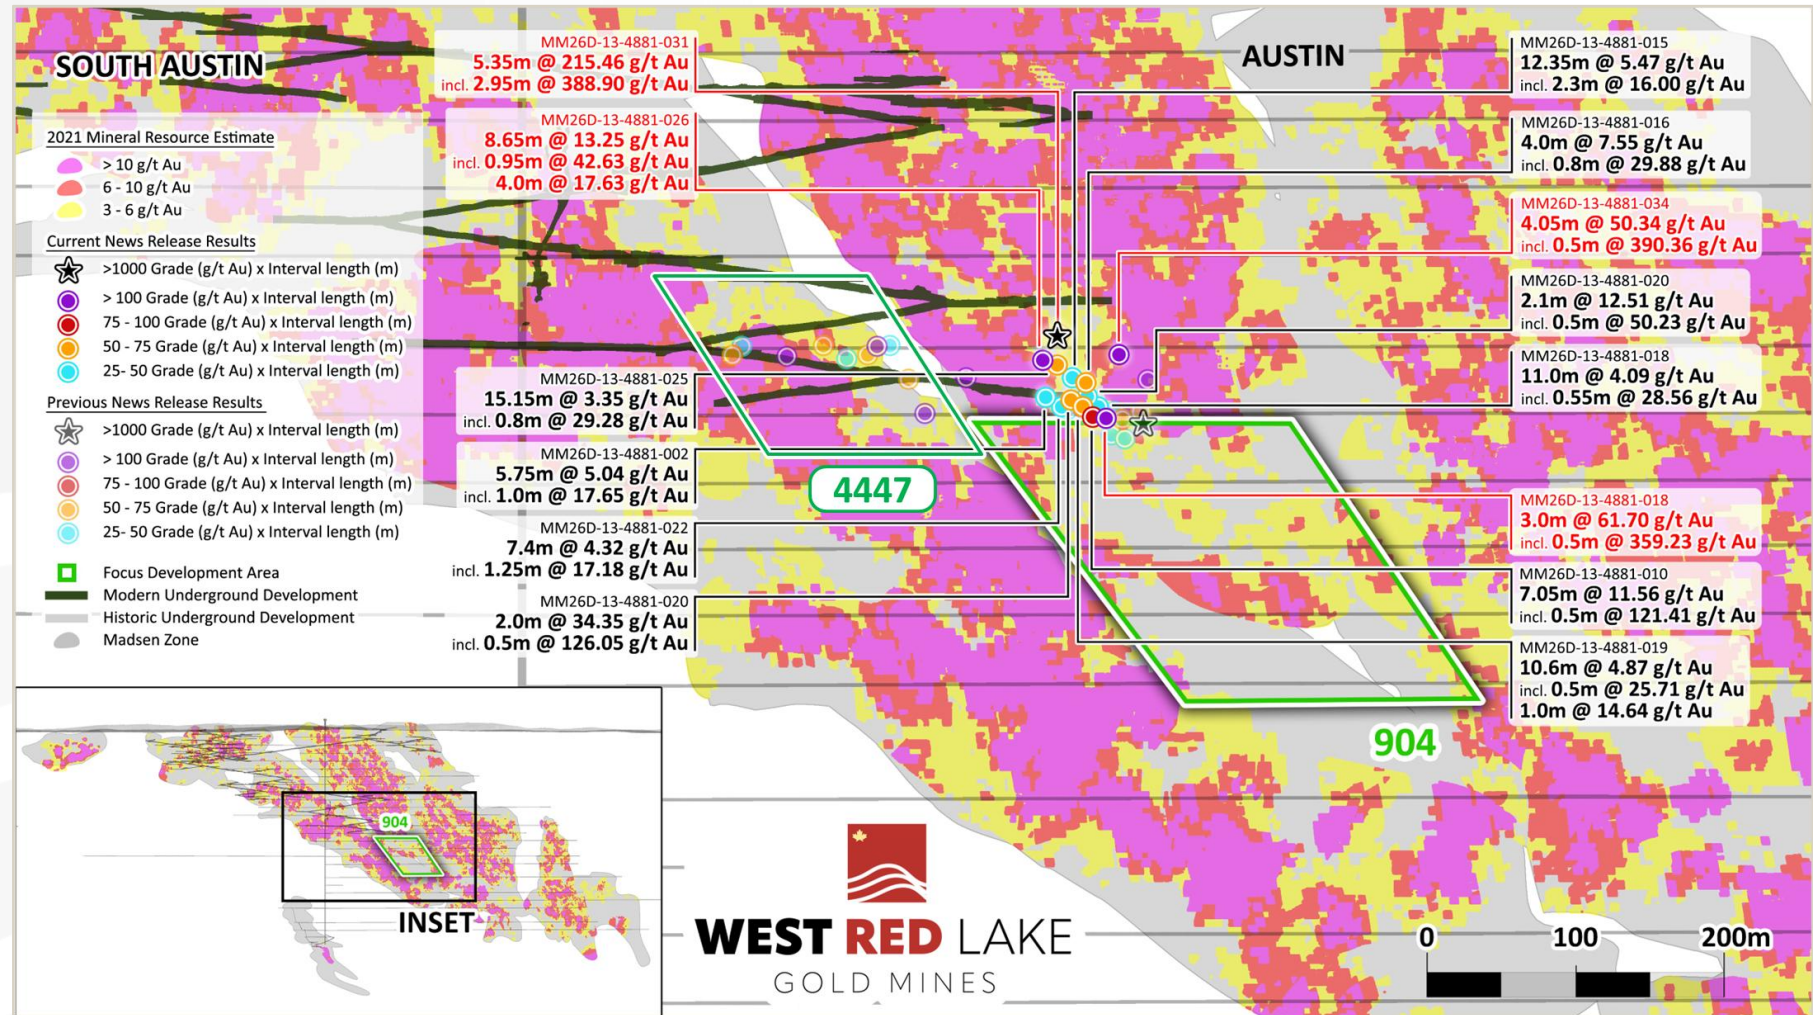 SOUTH AUSTIN
AUSTIN
2021 Mineral Resource Estimate
> 10 g/t Au
6 - 10 g/t Au
3 - 6 g/t Au
Current News Release Results
>1000 Grade (g/t Au) x Interval length (m)
> 100 Grade (g/t Au) x Interval length (m)
75 - 100 Grade (g/t Au) x Interval length (m)
50 - 75 Grade (g/t Au) x Interval length (m)
25- 50 Grade (g/t Au) x Interval length (m)
Previous News Release Results
>1000 Grade (g/t Au) x Interval length (m)
> 100 Grade (g/t Au) x Interval length (m)
75 - 100 Grade (g/t Au) x Interval length (m)
50 - 75 Grade (g/t Au) x Interval length (m)
25- 50 Grade (g/t Au) x Interval length (m)
Focus Development Area
Modern Underground Development
Historic Underground Development
Madsen Zone
MM26D-13-4881-031
5.35m @ 215.46 g/t Au
incl. 2.95m @ 388.90 g/t Au
MM26D-13-4881-026
8.65m @ 13.25 g/t Au
incl. 0.95m @ 42.63 g/t Au
4.0m @ 17.63 g/t Au
MM26D-13-4881-025
15.15m @ 3.35 g/t Au
incl. 0.8m @ 29.28 g/t Au
MM26D-13-4881-002
5.75m @ 5.04 g/t Au
incl. 1.0m @ 17.65 g/t Au
MM26D-13-4881-022
7.4m @ 4.32 g/t Au
incl. 1.25m @ 17.18 g/t Au
MM26D-13-4881-020
2.0m @ 34.35 g/t Au
incl. 0.5m @ 126.05 g/t Au
4447
MM26D-13-4881-015
12.35m @ 5.47 g/t Au
incl. 2.3m @ 16.00 g/t Au
MM26D-13-4881-016
4.0m @ 7.55 g/t Au
incl. 0.8m @ 29.88 g/t Au
MM26D-13-4881-034
4.05m @ 50.34 g/t Au
incl. 0.5m @ 390.36 g/t Au
MM26D-13-4881-020
2.1m @ 12.51 g/t Au
incl. 0.5m @ 50.23 g/t Au
MM26D-13-4881-018
11.0m @ 4.09 g/t Au
incl. 0.55m @ 28.56 g/t Au
MM26D-13-4881-018
3.0m @ 61.70 g/t Au
incl. 0.5m @ 359.23 g/t Au
MM26D-13-4881-010
7.05m @ 11.56 g/t Au
incl. 0.5m @ 121.41 g/t Au
MM26D-13-4881-019
10.6m @ 4.87 g/t Au
incl. 0.5m @ 25.71 g/t Au
1.0m @ 14.64 g/t Au
904
904
INSET
WEST RED LAKE
GOLD MINES
0 100 200m